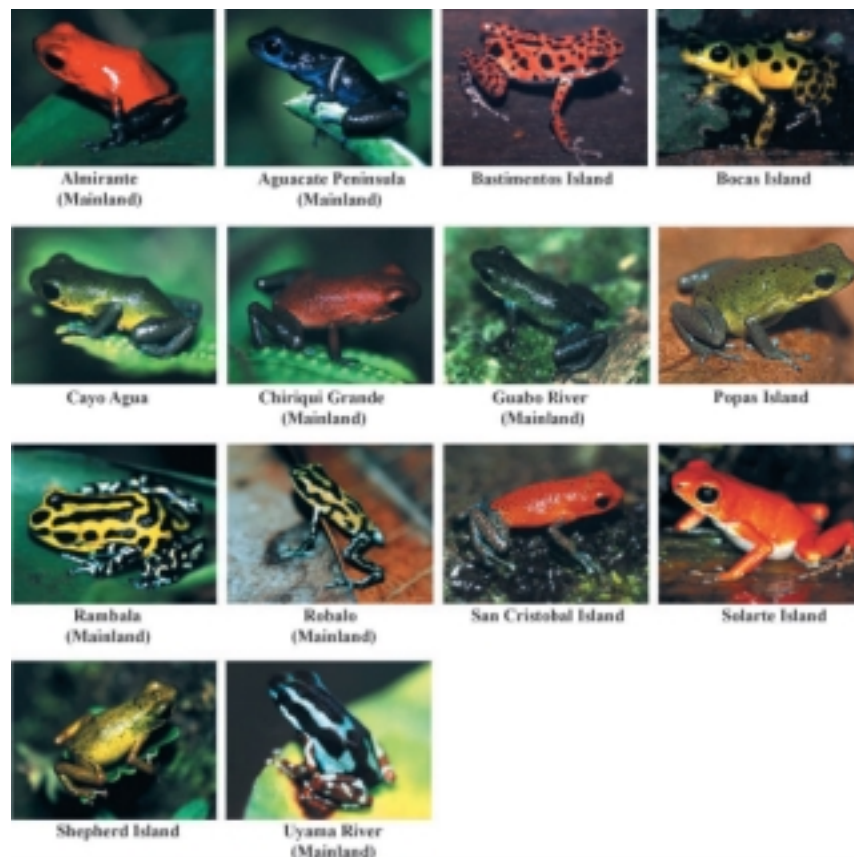 Almirante
(Mainland)
Aguacate Peninsula
(Mainland)
Bastimentos Island
Bocas Island
Cayo Agua
Chiriqui Grande
(Mainland)
Guabo River
(Mainland)
Popas Island
Rambala
(Mainland)
Robalo
(Mainland)
San Cristobal Island
Solarte Island
Shepherd Island
Uyama River
(Mainland)